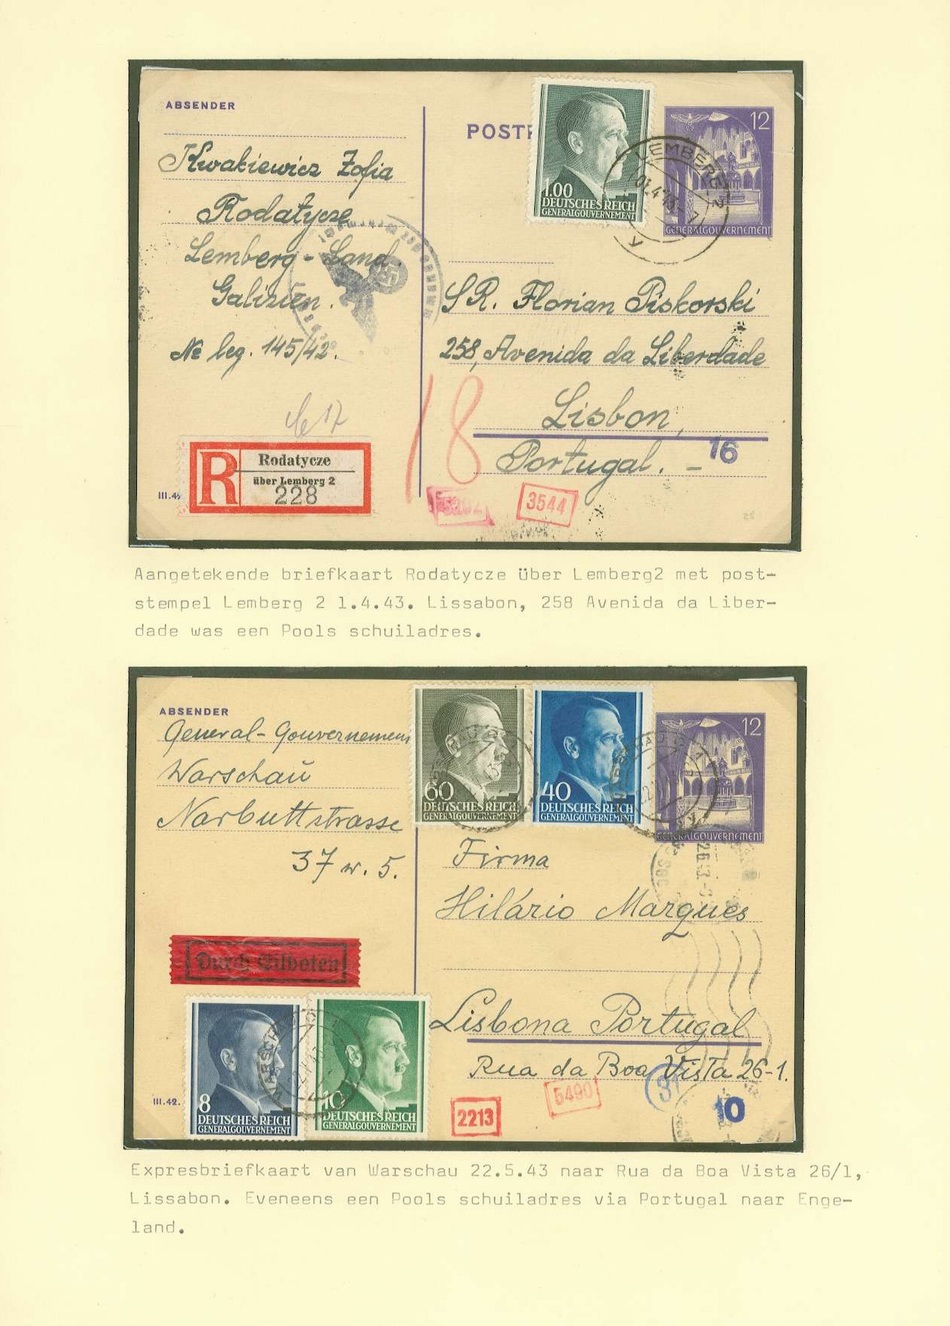 ABSENDER
Kwakiewicz Zofia
Rodatycze
Lemberg-Land.
Galizien.
№ leg. 145/42.
III.4
R
Rodatycze
über Lemberg 2
228
POST
1.00
DEUTSCHES REICH
GENERALGOUVERNEMENT
12
GENERALGOUVERNEMENT
LEMBERG 2
SR. Florian Piskorski
258, Avenida da Liberdade
Lisbon,
Portugal. -
16
18
3544
Aangetekende briefkaart Rodatycze über Lemberg2 met post-
stempel Lemberg 2 1.4.43. Lissabon, 258 Avenida da Liber-
dade was een Pools schuiladres.
ABSENDER
General-Gouvernement
Warschau
Narbuttstrasse
37 w. 5.
Durch Eilboten
8
DEUTSCHES REICH
GENERALGOUVERNEMENT
10
DEUTSCHES REICH
GENERALGOUVERNEMENT
III.42.
60
DEUTSCHES REICH
GENERALGOUVERNEMENT
40
DEUTSCHES REICH
GENERALGOUVERNEMENT
12
GENERALGOUVERNEMENT
Firma
Hilário Marques
Lisbona Portugal
Rua da Boa Vista 26-1.
2213
5490
10
Expresbriefkaart van Warschau 22.5.43 naar Rua da Boa Vista 26/1,
Lissabon. Eveneens een Pools schuiladres via Portugal naar Enge-
land.